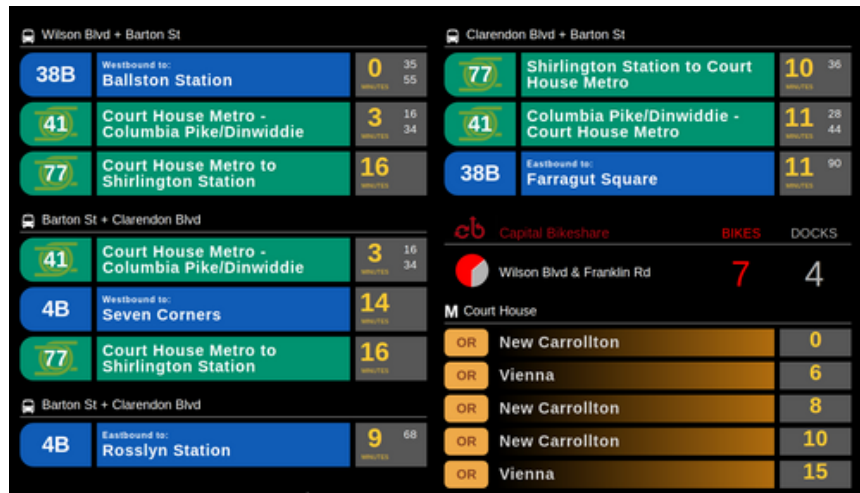 Wilson Blvd + Barton St
38B
Westbound to:
Ballston Station
0
MINUTES
35
55
41
Court House Metro -
Columbia Pike/Dinwiddie
3
MINUTES
16
34
77
Court House Metro to
Shirlington Station
16
MINUTES
Barton St + Clarendon Blvd
41
Court House Metro -
Columbia Pike/Dinwiddie
3
MINUTES
16
34
4B
Westbound to:
Seven Corners
14
MINUTES
77
Court House Metro to
Shirlington Station
16
MINUTES
Barton St + Clarendon Blvd
4B
Eastbound to:
Rosslyn Station
9
MINUTES
68
Clarendon Blvd + Barton St
77
Shirlington Station to Court
House Metro
10
MINUTES
36
41
Columbia Pike/Dinwiddie -
Court House Metro
11
MINUTES
28
44
38B
Eastbound to:
Farragut Square
11
MINUTES
90
cb Capital Bikeshare BIKES DOCKS
Wilson Blvd & Franklin Rd 7 4
M Court House
OR New Carrollton 0
OR Vienna 6
OR New Carrollton 8
OR New Carrollton 10
OR Vienna 15